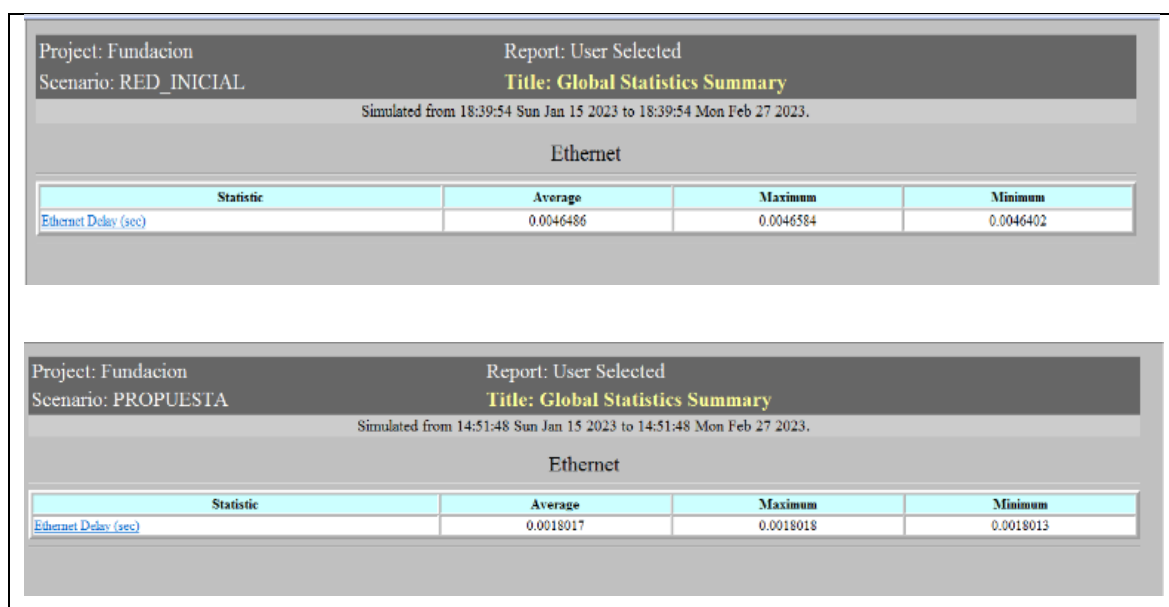 Project: Fundacion Report: User Selected
Scenario: RED_INICIAL Title: Global Statistics Summary
Simulated from 18:39:54 Sun Jan 15 2023 to 18:39:54 Mon Feb 27 2023.
Ethernet
Statistic Average Maximum Minimum
Ethernet Delay (sec) 0.0046486 0.0046584 0.0046402
Project: Fundacion Report: User Selected
Scenario: PROPUESTA Title: Global Statistics Summary
Simulated from 14:51:48 Sun Jan 15 2023 to 14:51:48 Mon Feb 27 2023.
Ethernet
Statistic Average Maximum Minimum
Ethernet Delay (sec) 0.0018017 0.0018018 0.0018013